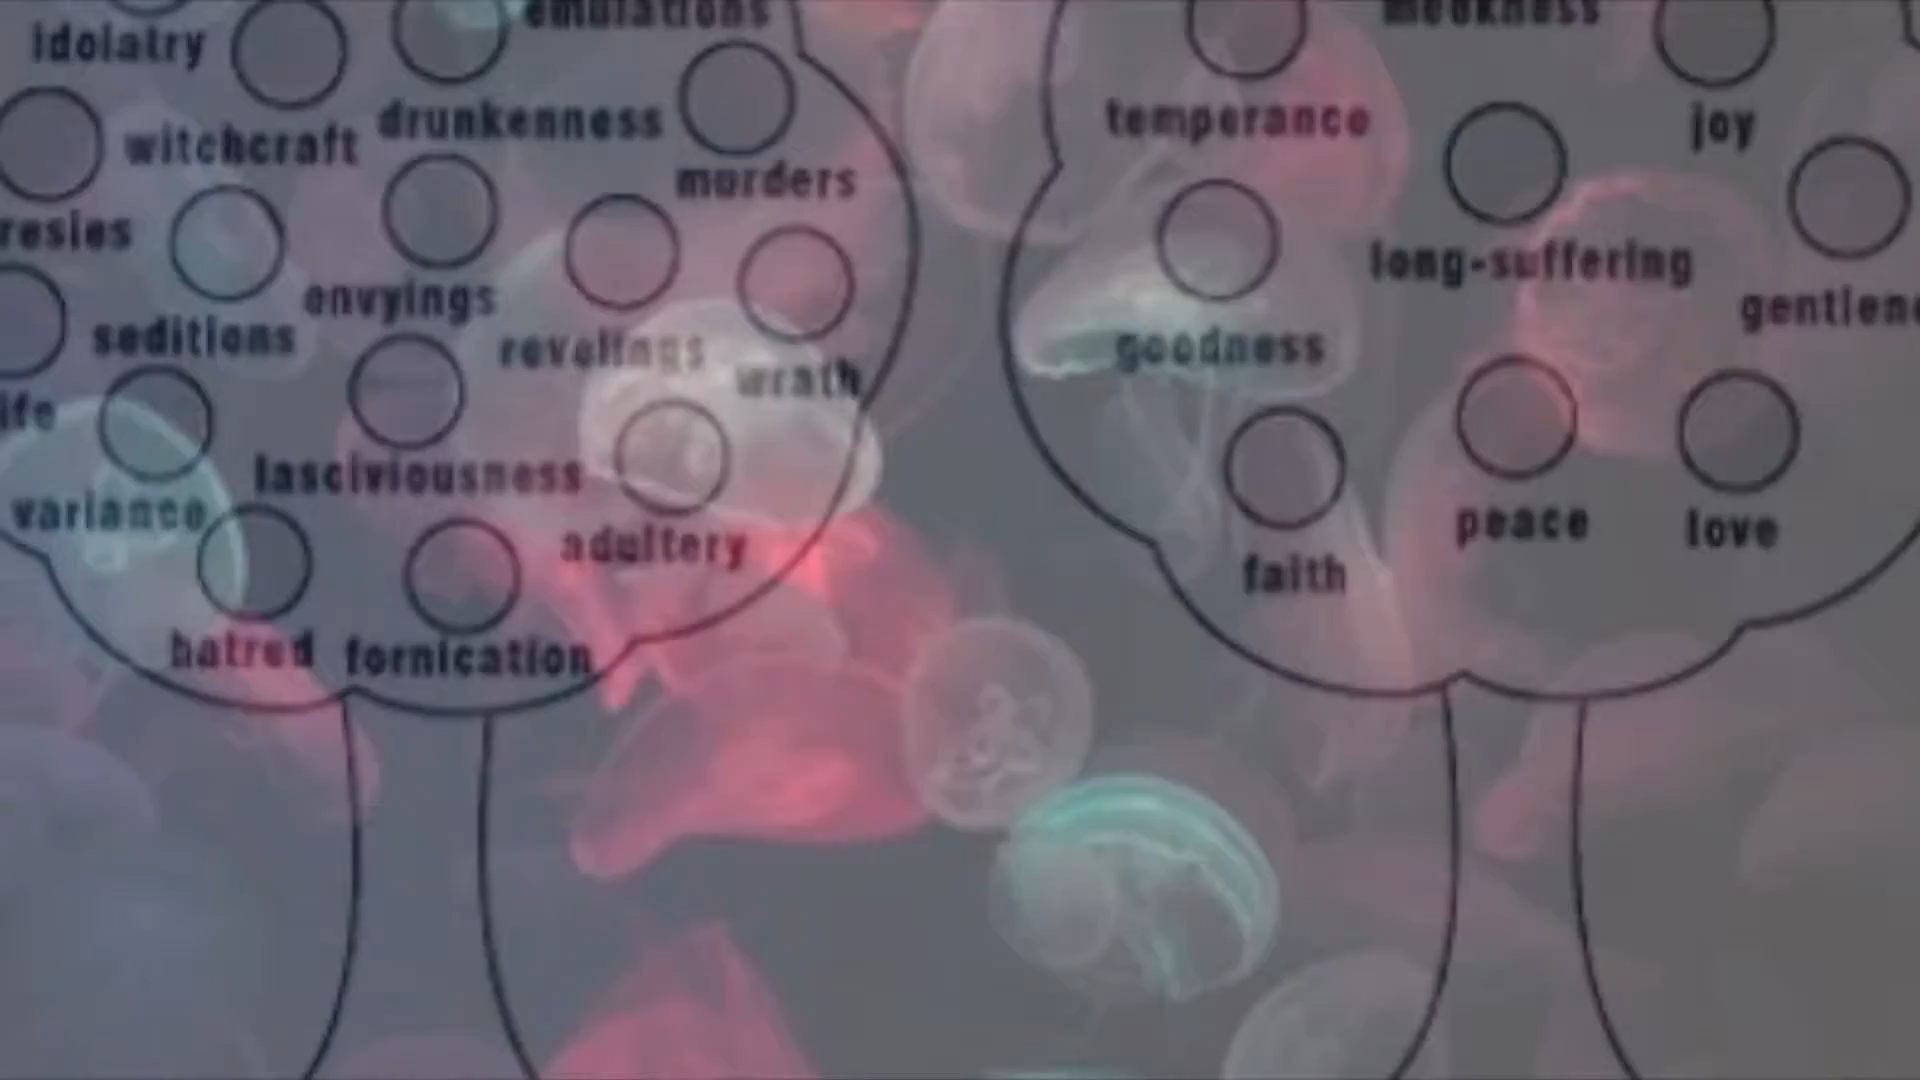 emulations
idolatry
drunkenness
witchcraft
murders
resies
envyings
seditions
revelings
wrath
ife
lasciviousness
variance
adultery
hatred
fornication
meekness
temperance
joy
long-suffering
gentlene
goodness
peace
love
faith